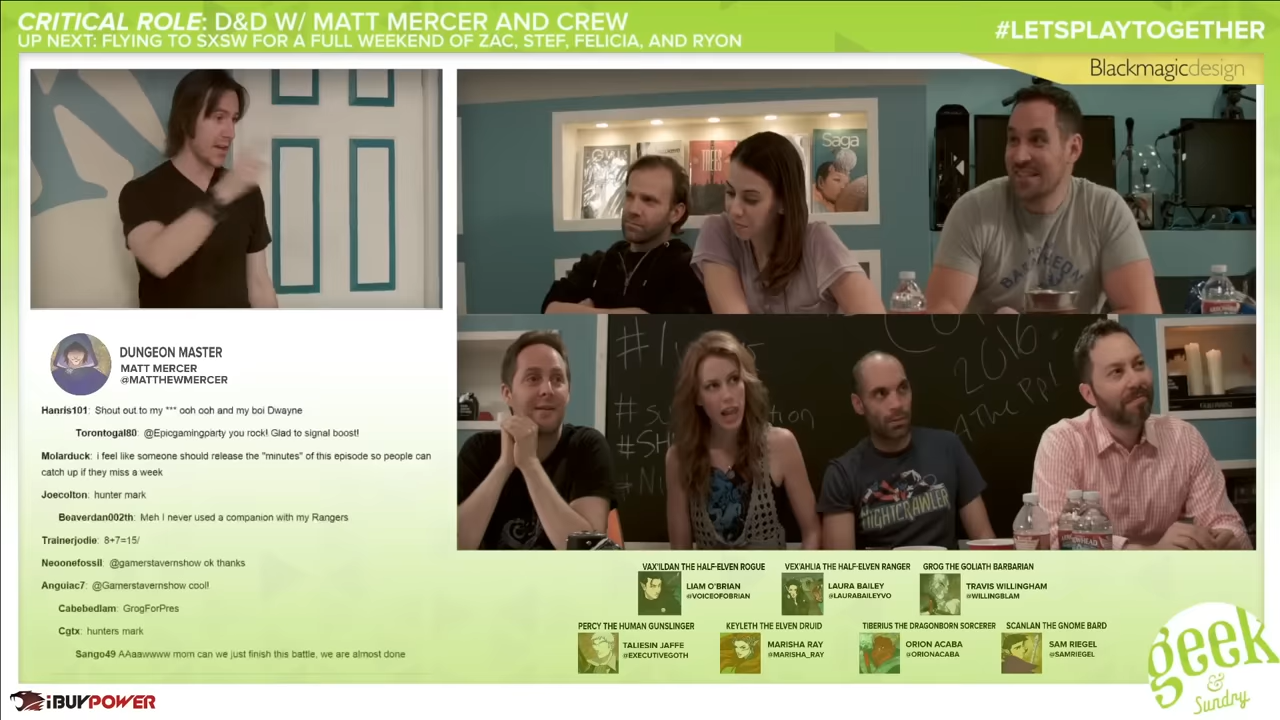 CRITICAL ROLE: D&D W/ MATT MERCER AND CREW
UP NEXT: FLYING TO SXSW FOR A FULL WEEKEND OF ZAC, STEF, FELICIA, AND RYON
#LETSPLAYTOGETHER
Blackmagicdesign
TREES
Saga
NIGHTCRAWLER
2016
DUNGEON MASTER
MATT MERCER
@MATTHEWMERCER
Hanris101: Shout out to my *** ooh ooh and my boi Dwayne
Torontogal80: @Epicgamingparty you rock! Glad to signal boost!
Molarduck: i feel like someone should release the "minutes" of this episode so people can
catch up if they miss a week
Joecolton: hunter mark
Beaverdan002th: Meh I never used a companion with my Rangers
Trainerjodie: 8+7=15/
Neoonefossil: @gamerstavernshow ok thanks
Anguiac7: @Gamerstavernshow cool!
Cabebedlam: GrogForPres
Cgtx: hunters mark
Sango49 AAaawwww mom can we just finish this battle, we are almost done
VAX'ILDAN THE HALF-ELVEN ROGUE
LIAM O'BRIAN
@VOICEOFOBRIAN
VEX'AHLIA THE HALF-ELVEN RANGER
LAURA BAILEY
@LAURABAILEYVO
GROG THE GOLIATH BARBARIAN
TRAVIS WILLINGHAM
@WILLINGBLAM
PERCY THE HUMAN GUNSLINGER
TALIESIN JAFFE
@EXECUTIVEGOTH
KEYLETH THE ELVEN DRUID
MARISHA RAY
@MARISHA_RAY
TIBERIUS THE DRAGONBORN SORCERER
ORION ACABA
@ORIONACABA
SCANLAN THE GNOME BARD
SAM RIEGEL
@SAMRIEGEL
geek
&
Sundry
iBUYPOWER